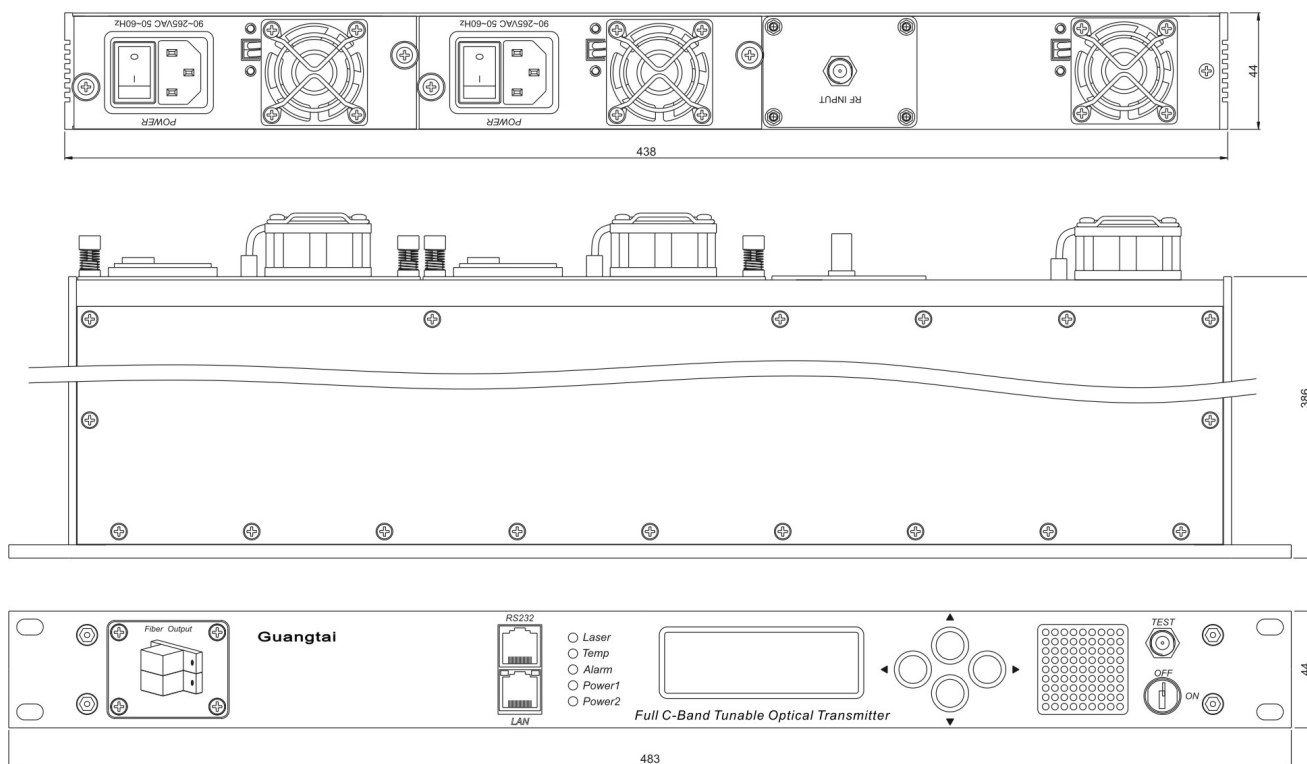 90~265VAC 50~60Hz
90~265VAC 50~60Hz
POWER
POWER
RF INPUT
44
438
386
Fiber Output
Guangtai
RS232
LAN
Laser
Temp
Alarm
Power1
Power2
Full C-Band Tunable Optical Transmitter
TEST
OFF
ON
44
483